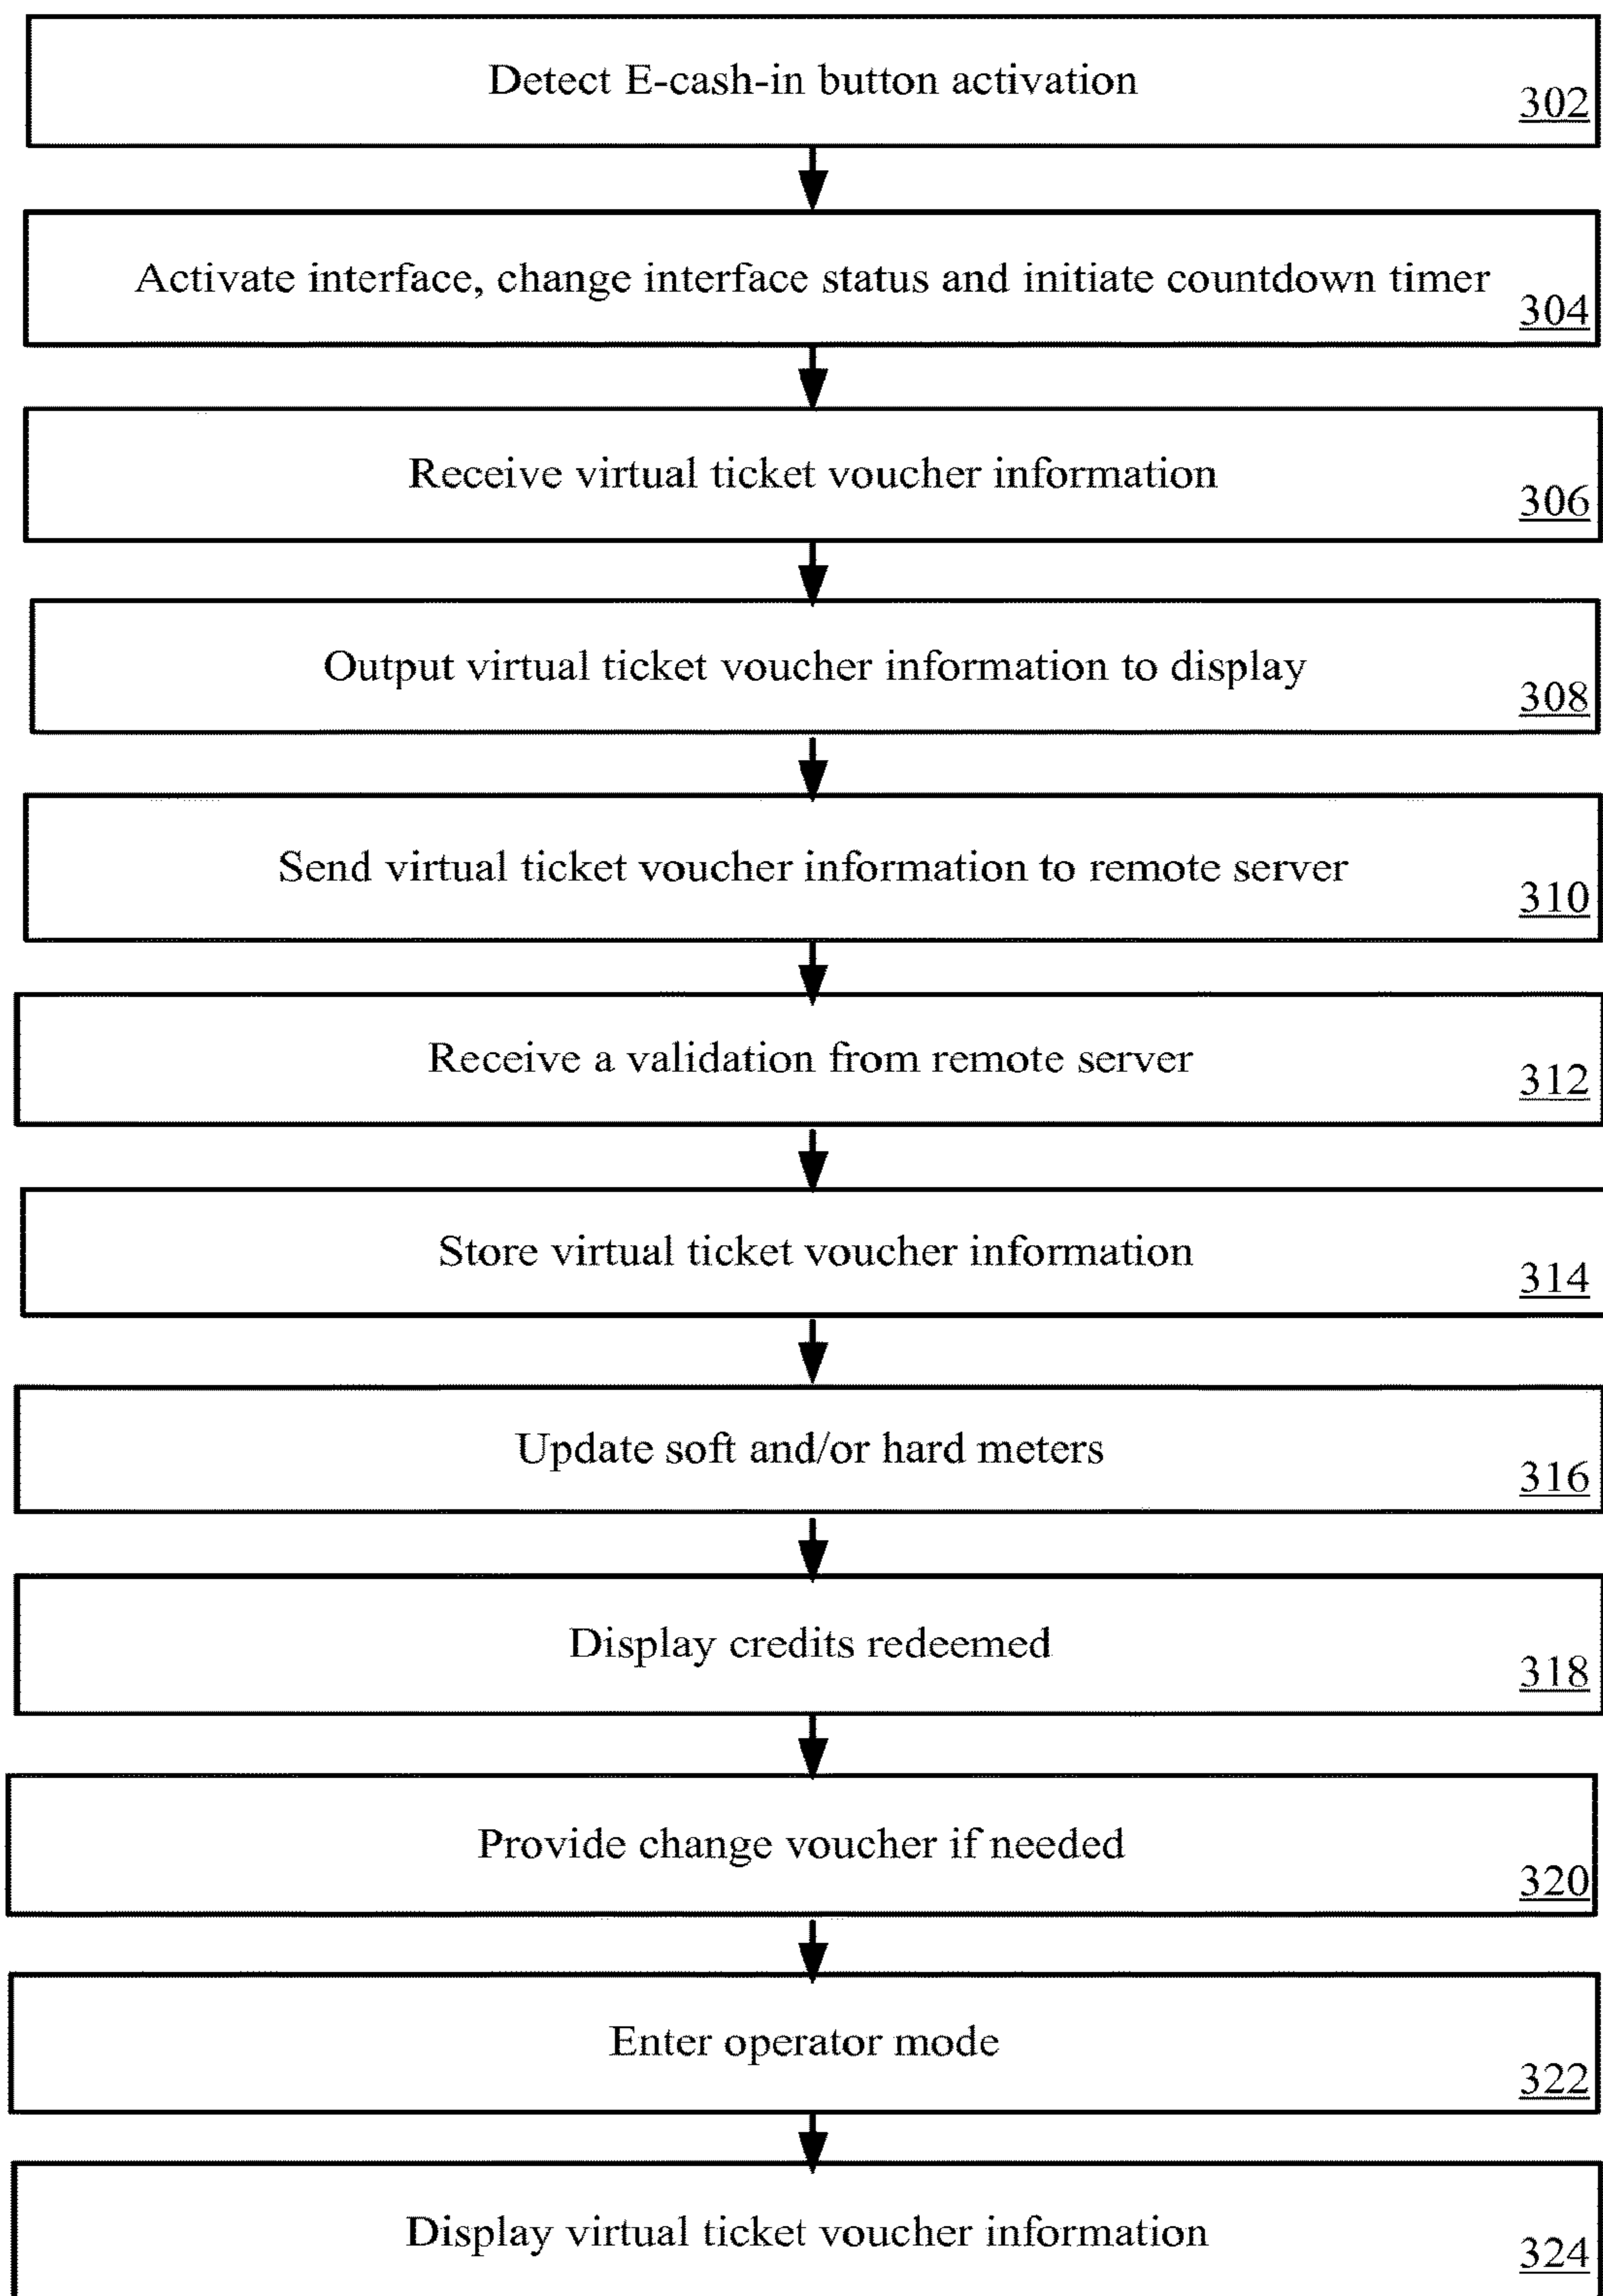 Detect E-cash-in button activation
302
Activate interface, change interface status and initiate countdown timer
304
Receive virtual ticket voucher information
306
Output virtual ticket voucher information to display
308
Send virtual ticket voucher information to remote server
310
Receive a validation from remote server
312
Store virtual ticket voucher information
314
Update soft and/or hard meters
316
Display credits redeemed
318
Provide change voucher if needed
320
Enter operator mode
322
Display virtual ticket voucher information
324